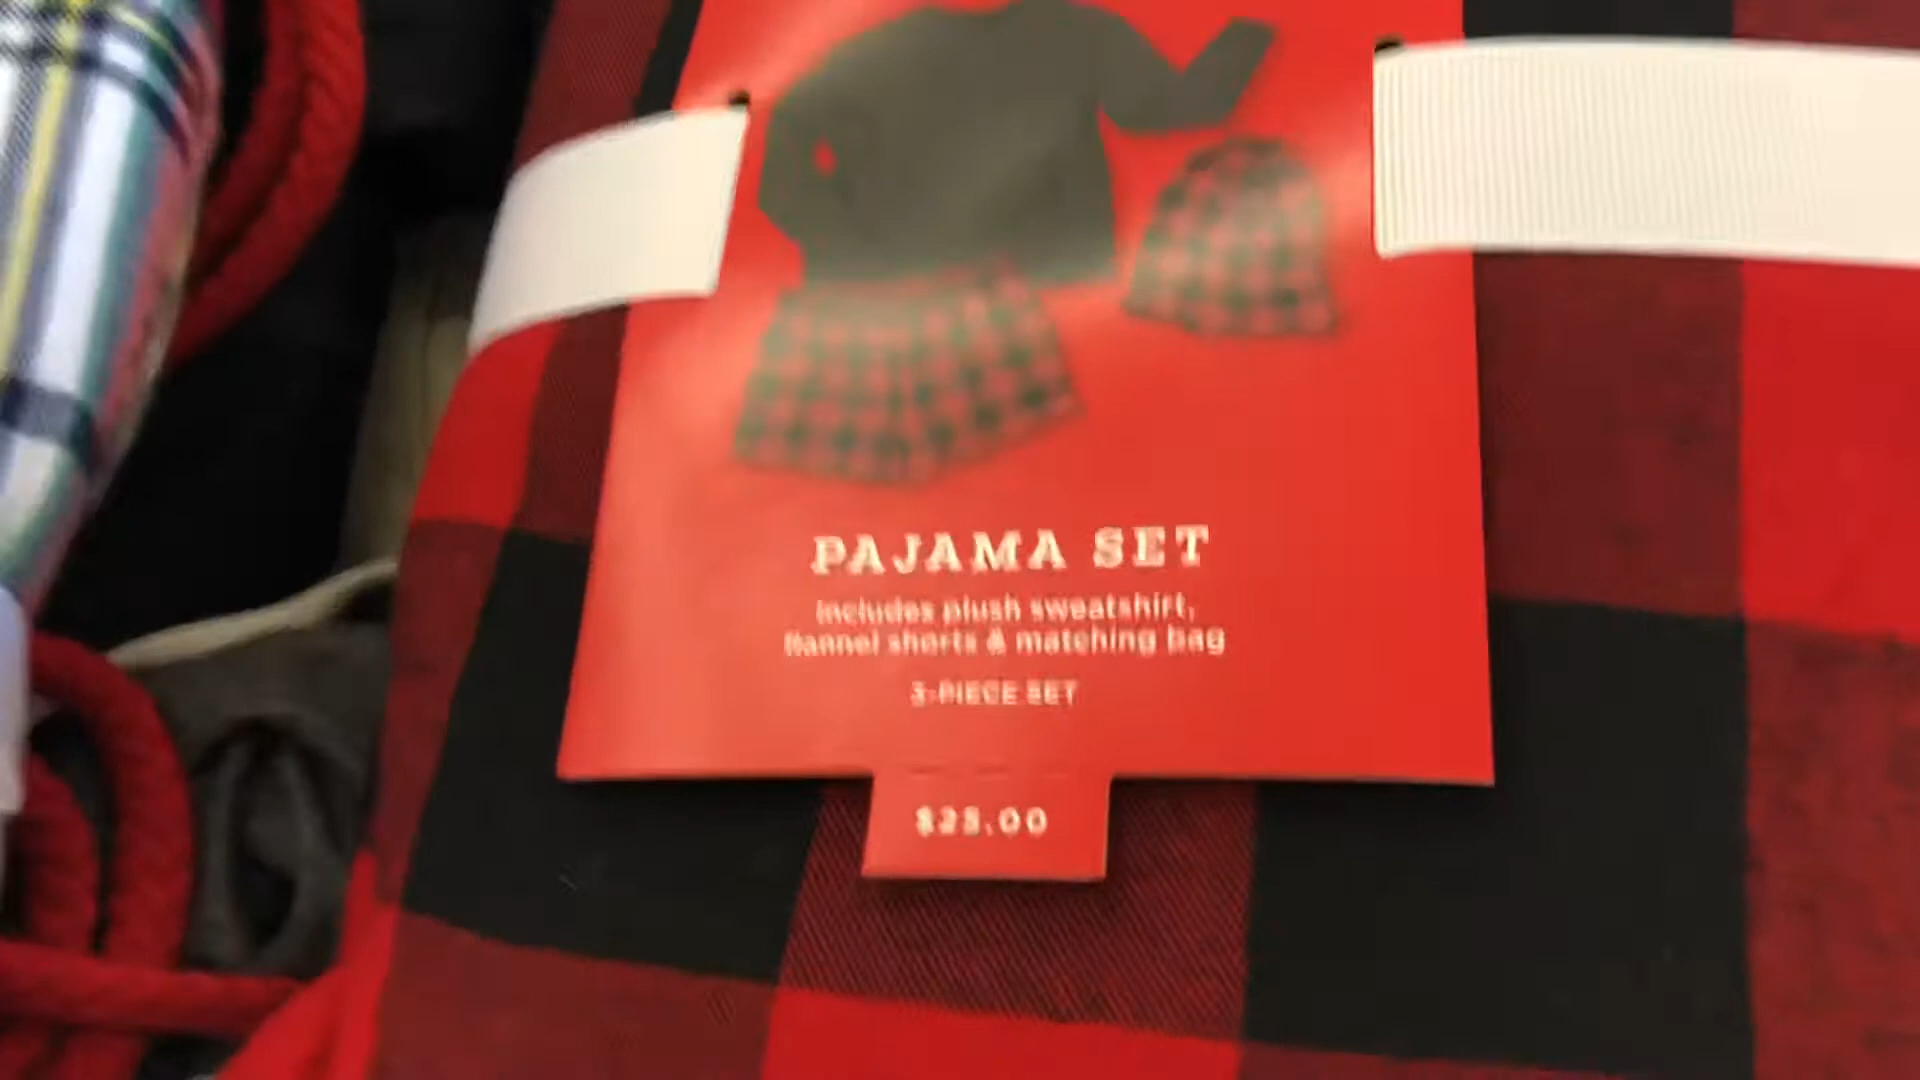 PAJAMA SET
includes plush sweatshirt,
flannel shorts & matching bag
3-PIECE SET
$25.00